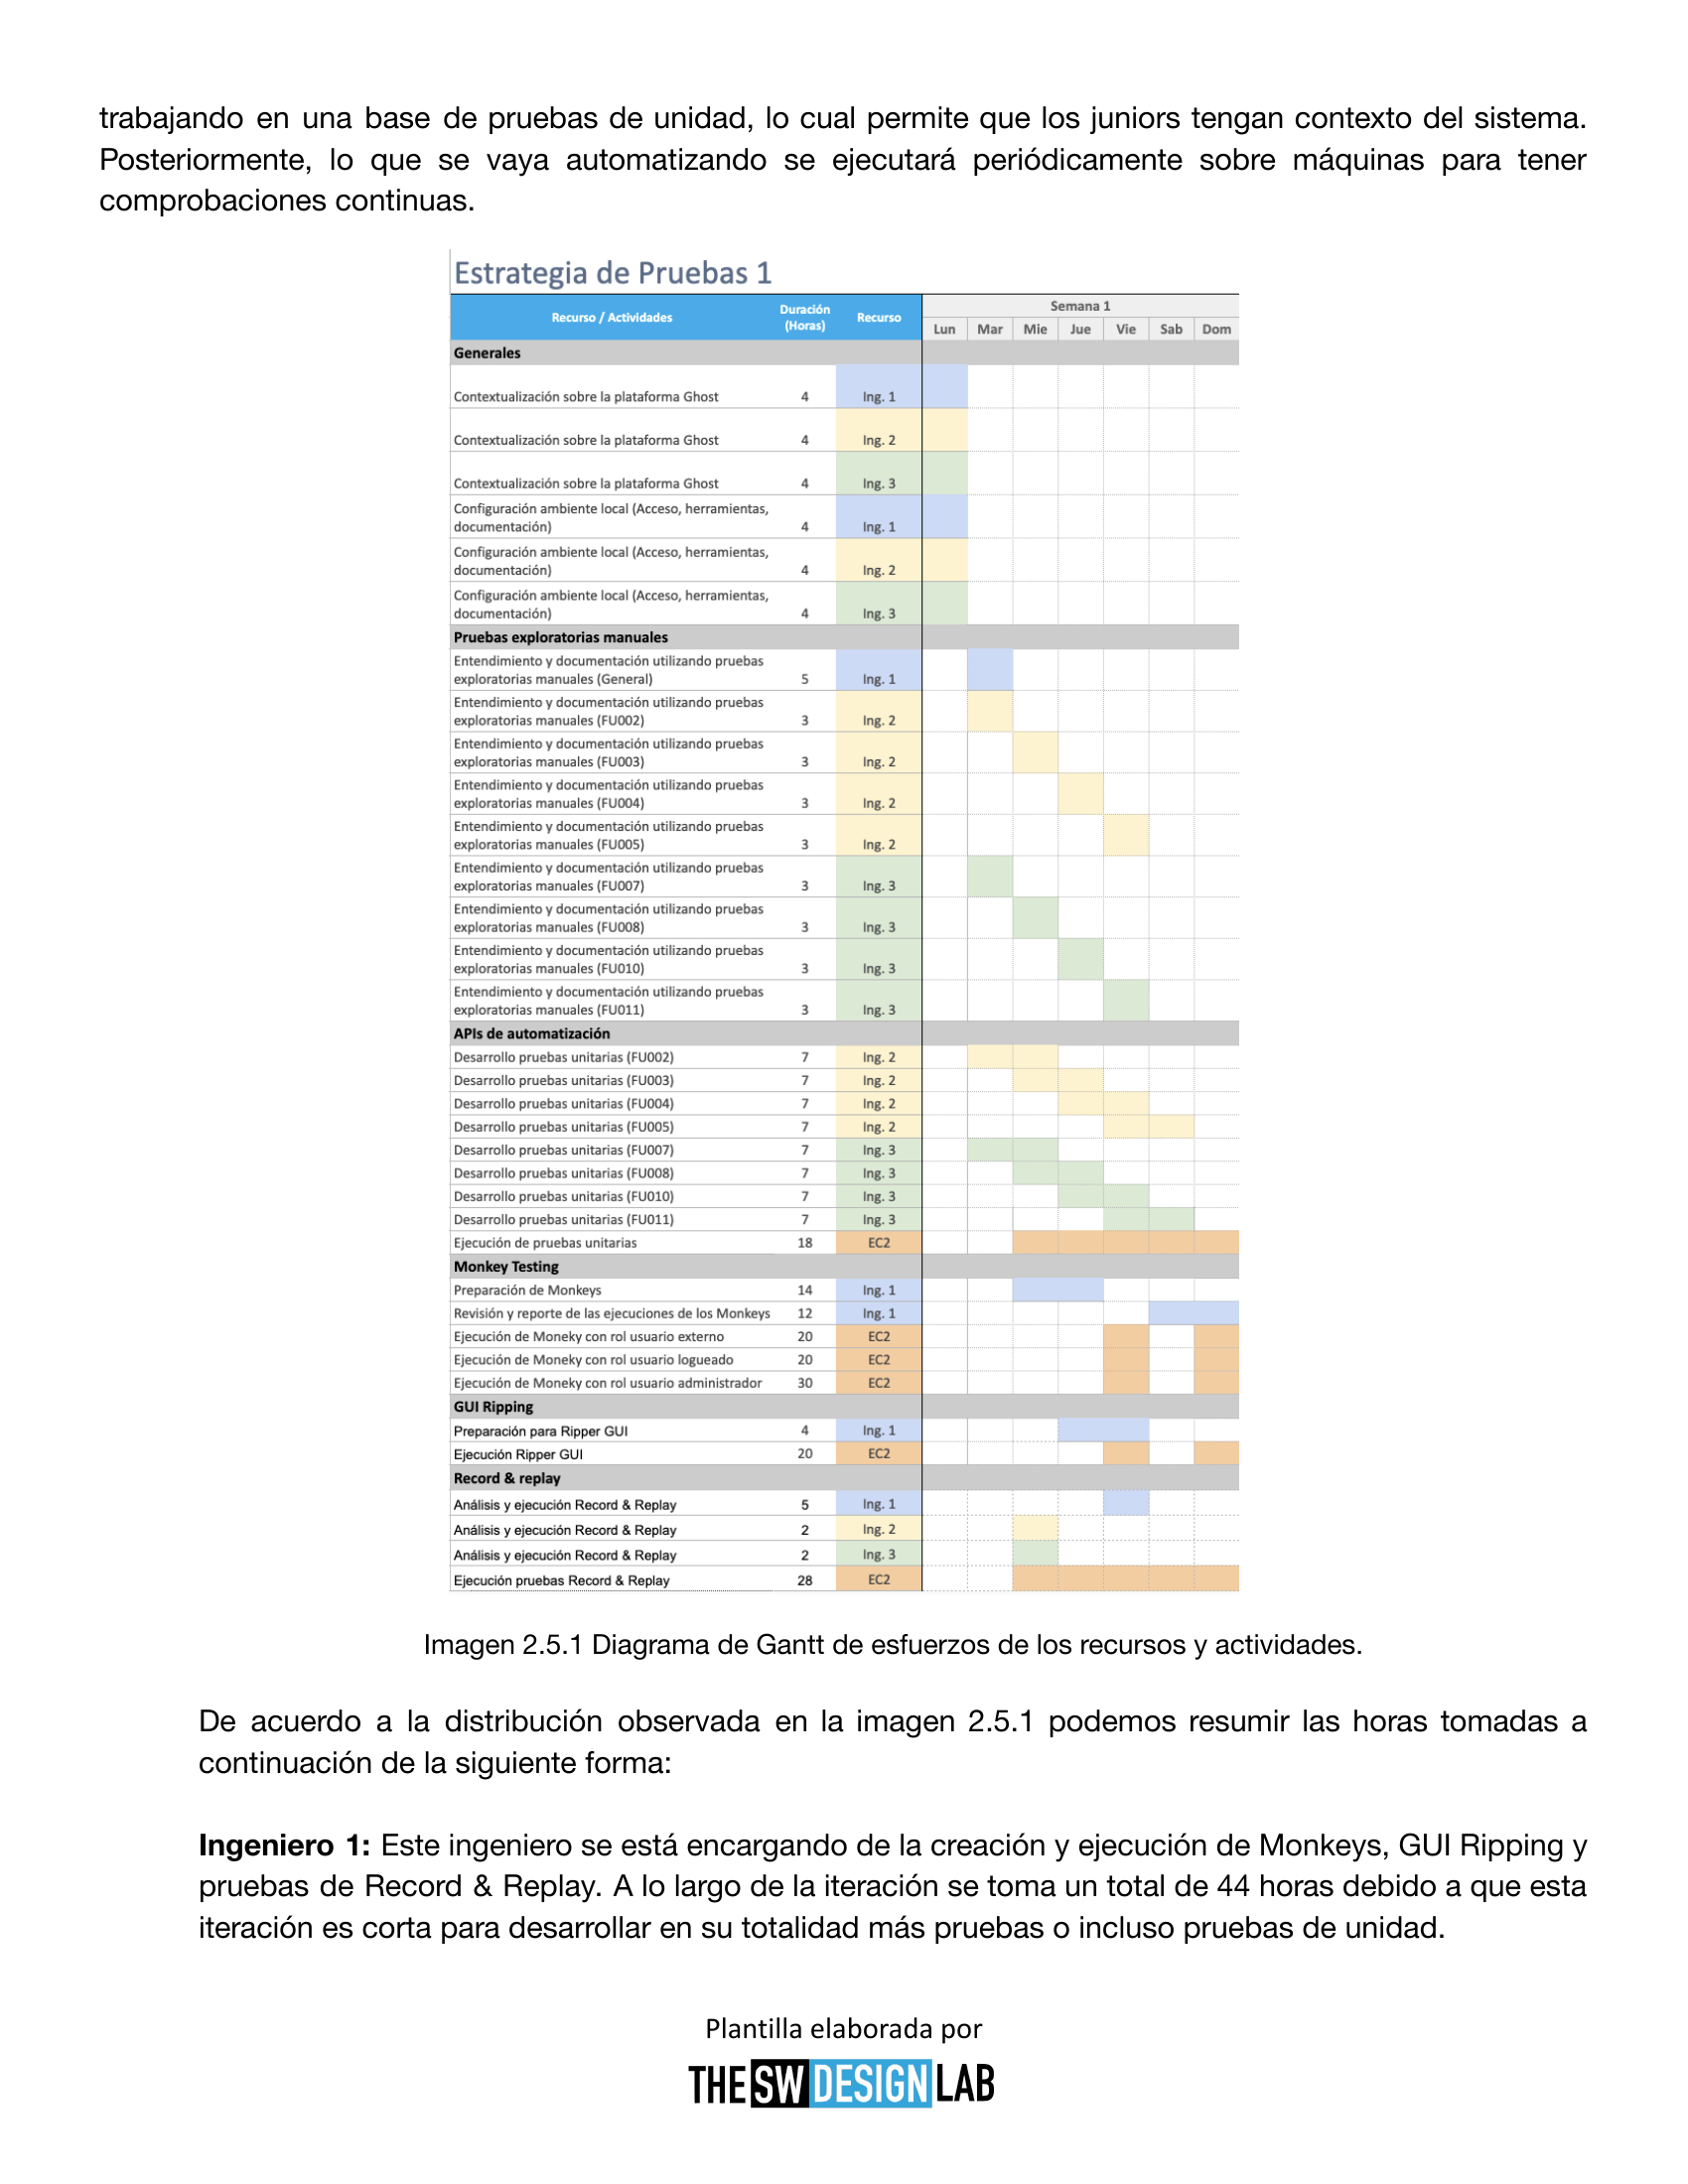 trabajando en una base de pruebas de unidad, lo cual permite que los juniors tengan contexto del sistema.
Posteriormente, lo que se vaya automatizando se ejecutará periódicamente sobre máquinas para tener
comprobaciones continuas.
Estrategia de Pruebas 1
Recurso / Actividades Duración (Horas) Recurso Semana 1
Lun Mar Mie Jue Vie Sab Dom
Generales
Contextualización sobre la plataforma Ghost 4 Ing. 1
Contextualización sobre la plataforma Ghost 4 Ing. 2
Contextualización sobre la plataforma Ghost 4 Ing. 3
Configuración ambiente local (Acceso, herramientas,
documentación) 4 Ing. 1
Configuración ambiente local (Acceso, herramientas,
documentación) 4 Ing. 2
Configuración ambiente local (Acceso, herramientas,
documentación) 4 Ing. 3
Pruebas exploratorias manuales
Entendimiento y documentación utilizando pruebas
exploratorias manuales (General) 5 Ing. 1
Entendimiento y documentación utilizando pruebas
exploratorias manuales (FU002) 3 Ing. 2
Entendimiento y documentación utilizando pruebas
exploratorias manuales (FU003) 3 Ing. 2
Entendimiento y documentación utilizando pruebas
exploratorias manuales (FU004) 3 Ing. 2
Entendimiento y documentación utilizando pruebas
exploratorias manuales (FU005) 3 Ing. 2
Entendimiento y documentación utilizando pruebas
exploratorias manuales (FU007) 3 Ing. 3
Entendimiento y documentación utilizando pruebas
exploratorias manuales (FU008) 3 Ing. 3
Entendimiento y documentación utilizando pruebas
exploratorias manuales (FU010) 3 Ing. 3
Entendimiento y documentación utilizando pruebas
exploratorias manuales (FU011) 3 Ing. 3
APIs de automatización
Desarrollo pruebas unitarias (FU002) 7 Ing. 2
Desarrollo pruebas unitarias (FU003) 7 Ing. 2
Desarrollo pruebas unitarias (FU004) 7 Ing. 2
Desarrollo pruebas unitarias (FU005) 7 Ing. 2
Desarrollo pruebas unitarias (FU007) 7 Ing. 3
Desarrollo pruebas unitarias (FU008) 7 Ing. 3
Desarrollo pruebas unitarias (FU010) 7 Ing. 3
Desarrollo pruebas unitarias (FU011) 7 Ing. 3
Ejecución de pruebas unitarias 18 EC2
Monkey Testing
Preparación de Monkeys 14 Ing. 1
Revisión y reporte de las ejecuciones de los Monkeys 12 Ing. 1
Ejecución de Moneky con rol usuario externo 20 EC2
Ejecución de Moneky con rol usuario logueado 20 EC2
Ejecución de Moneky con rol usuario administrador 30 EC2
GUI Ripping
Preparación para Ripper GUI 4 Ing. 1
Ejecución Ripper GUI 20 EC2
Record & replay
Análisis y ejecución Record & Replay 5 Ing. 1
Análisis y ejecución Record & Replay 2 Ing. 2
Análisis y ejecución Record & Replay 2 Ing. 3
Ejecución pruebas Record & Replay 28 EC2
Imagen 2.5.1 Diagrama de Gantt de esfuerzos de los recursos y actividades.
De acuerdo a la distribución observada en la imagen 2.5.1 podemos resumir las horas tomadas a
continuación de la siguiente forma:
Ingeniero 1: Este ingeniero se está encargando de la creación y ejecución de Monkeys, GUI Ripping y
pruebas de Record & Replay. A lo largo de la iteración se toma un total de 44 horas debido a que esta
iteración es corta para desarrollar en su totalidad más pruebas o incluso pruebas de unidad.
Plantilla elaborada por
THE SW DESIGN LAB